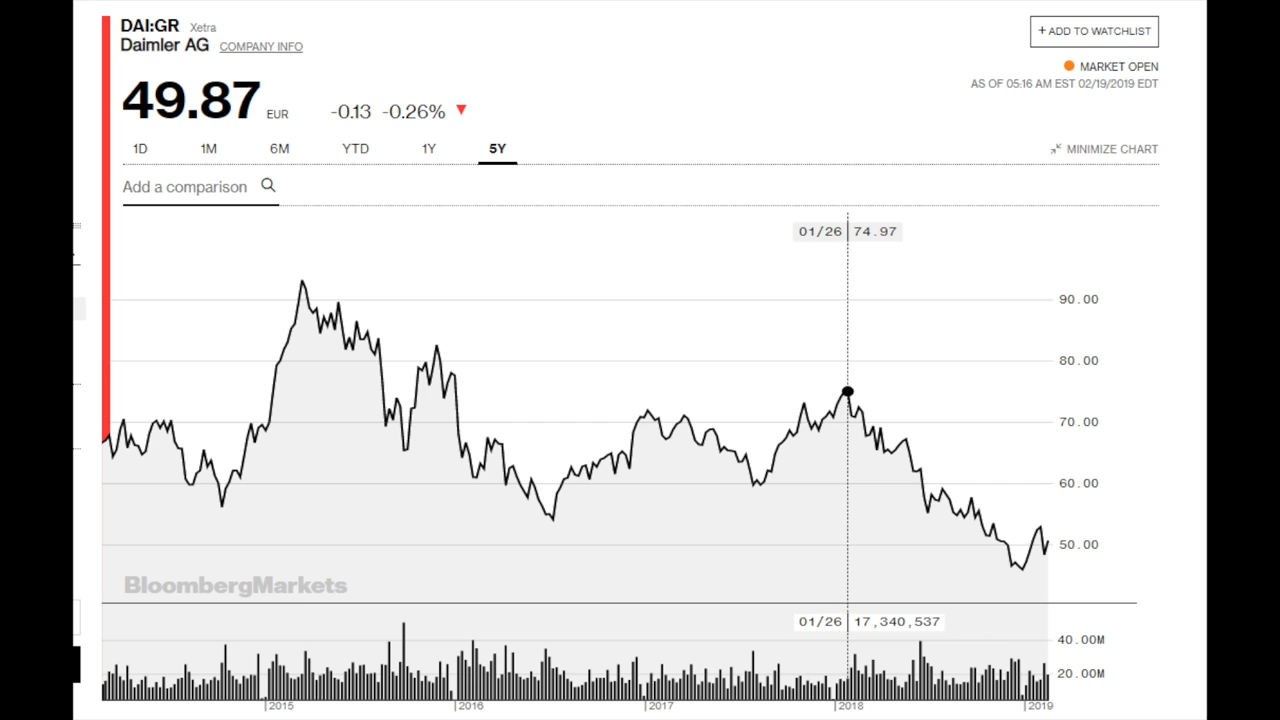 DAI:GR Xetra
Daimler AG COMPANY INFO
+ ADD TO WATCHLIST
MARKET OPEN
AS OF 05:16 AM EST 02/19/2019 EDT
49.87 EUR -0.13 -0.26%
1D 1M 6M YTD 1Y 5Y
MINIMIZE CHART
Add a comparison
01/26 74.97
90.00
80.00
70.00
60.00
50.00
BloombergMarkets
01/26 17,340,537
40.00M
20.00M
2015 2016 2017 2018 2019